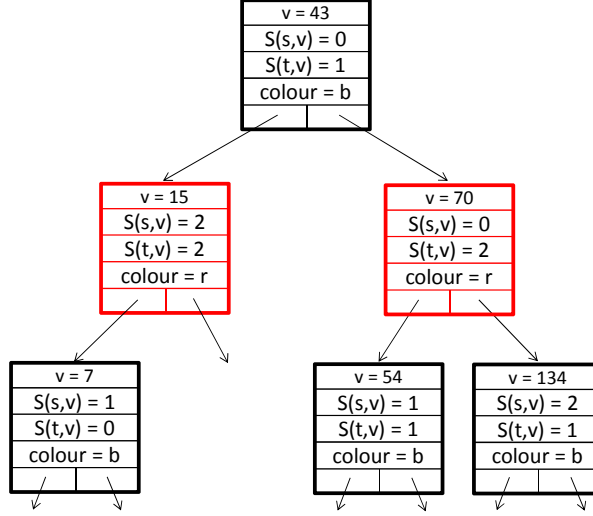 v = 43
S(s,v) = 0
S(t,v) = 1
colour = b
v = 15
S(s,v) = 2
S(t,v) = 2
colour = r
v = 70
S(s,v) = 0
S(t,v) = 2
colour = r
v = 7
S(s,v) = 1
S(t,v) = 0
colour = b
v = 54
S(s,v) = 1
S(t,v) = 1
colour = b
v = 134
S(s,v) = 2
S(t,v) = 1
colour = b